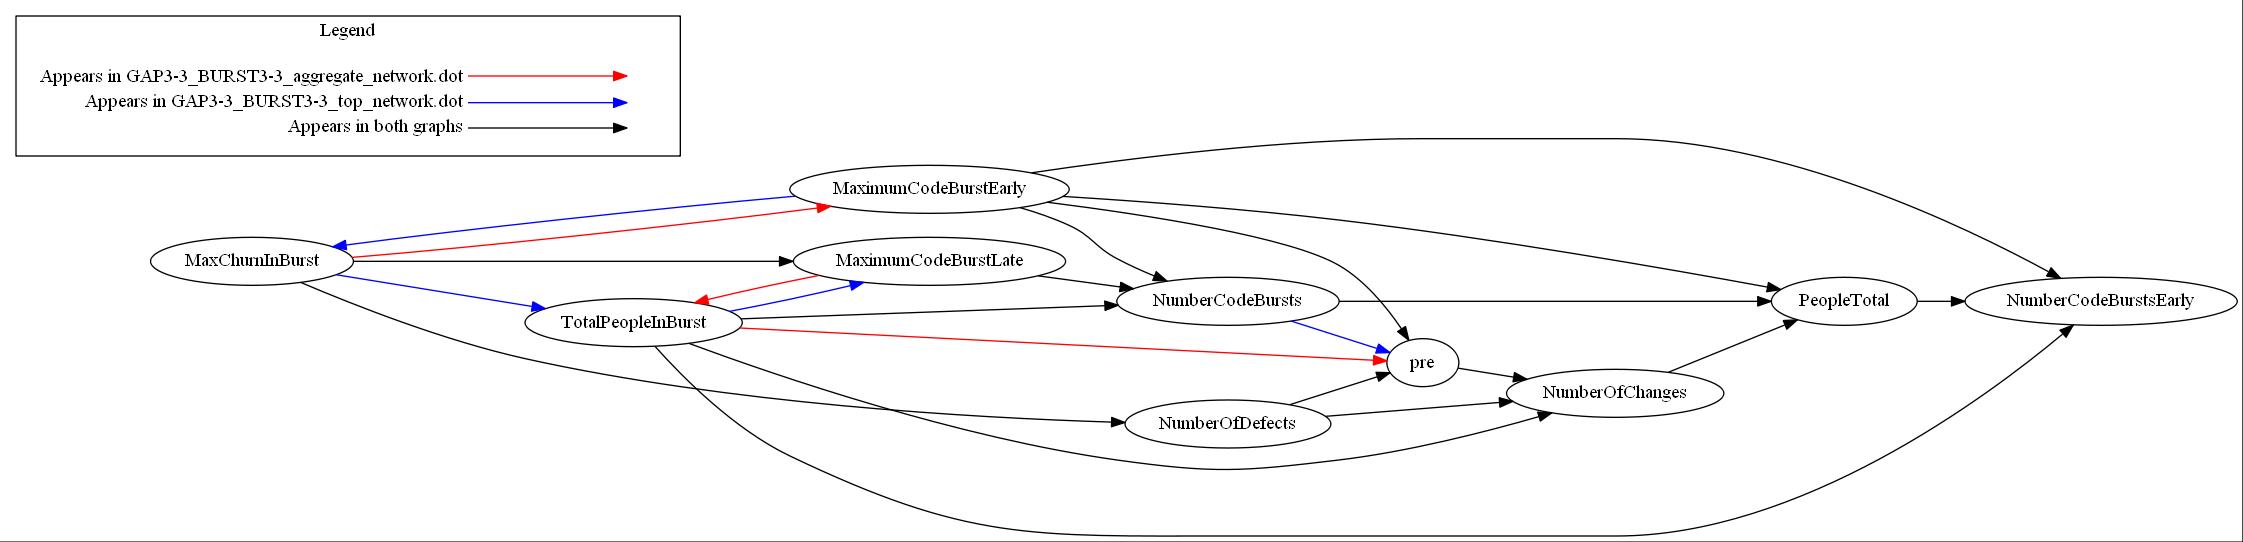 Legend
Appears in GAP3-3_BURST3-3_aggregate_network.dot
Appears in GAP3-3_BURST3-3_top_network.dot
Appears in both graphs
MaximumCodeBurstEarly
MaxChurnInBurst
MaximumCodeBurstLate
NumberCodeBursts
PeopleTotal
NumberCodeBurstsEarly
TotalPeopleInBurst
pre
NumberOfChanges
NumberOfDefects